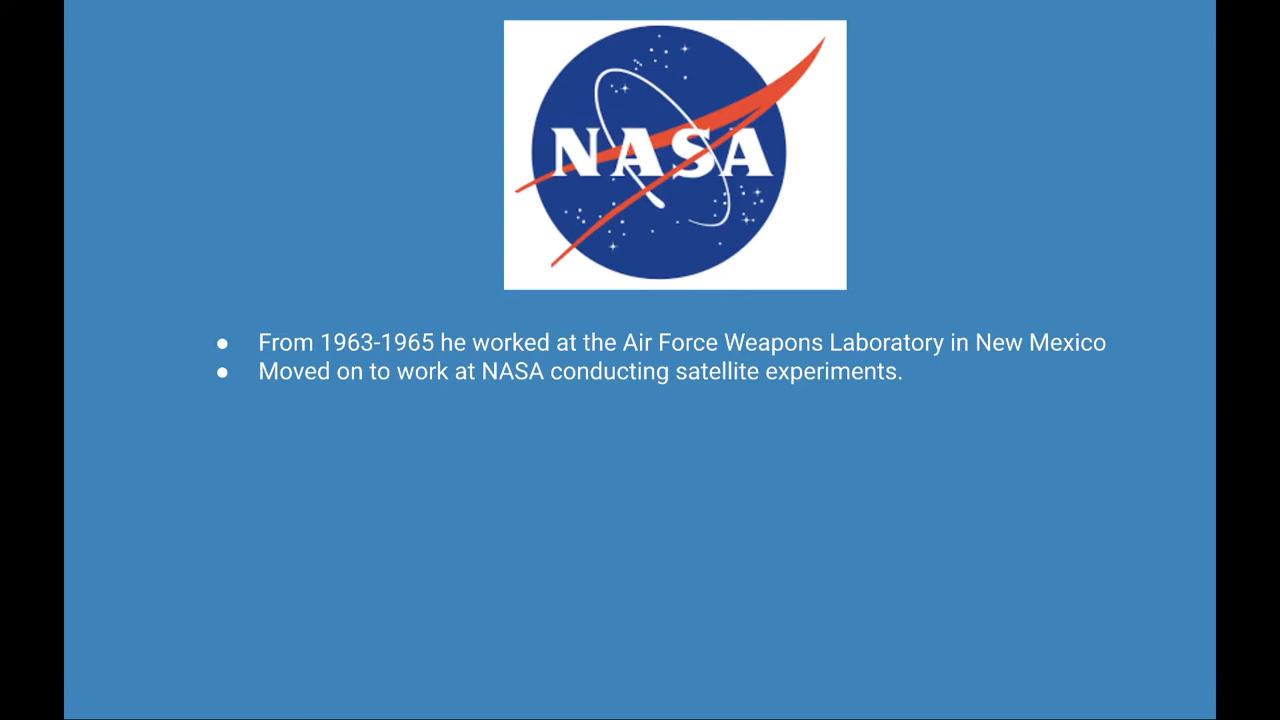 NASA
● From 1963-1965 he worked at the Air Force Weapons Laboratory in New Mexico
● Moved on to work at NASA conducting satellite experiments.